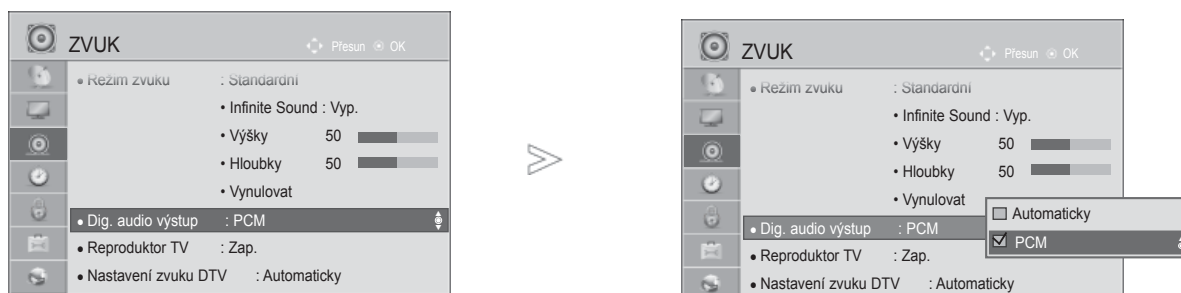 ZVUK
Přesun OK
• Režim zvuku : Standardní
• Infinite Sound : Vyp.
• Výšky 50
• Hloubky 50
• Vynulovat
• Dig. audio výstup : PCM
• Reproduktor TV : Zap.
• Nastavení zvuku DTV : Automaticky
ZVUK
Přesun OK
• Režim zvuku : Standardní
• Infinite Sound : Vyp.
• Výšky 50
• Hloubky 50
• Vynulovat
Automaticky
• Dig. audio výstup : PCM
PCM
• Reproduktor TV : Zap.
• Nastavení zvuku DTV : Automaticky